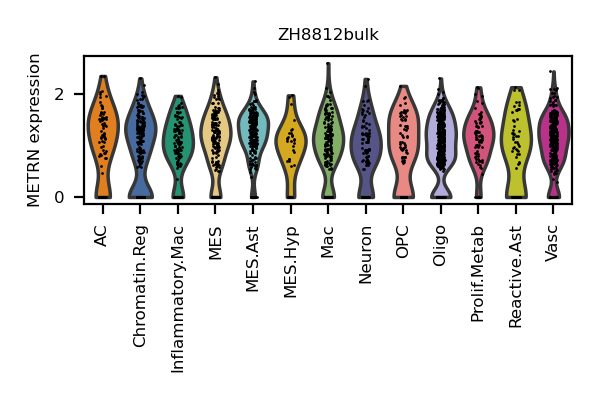 ZH8812bulk
METRN expression
2
0
AC
Chromatin.Reg
Inflammatory.Mac
MES
MES.Ast
MES.Hyp
Mac
Neuron
OPC
Oligo
Prolif.Metab
Reactive.Ast
Vasc